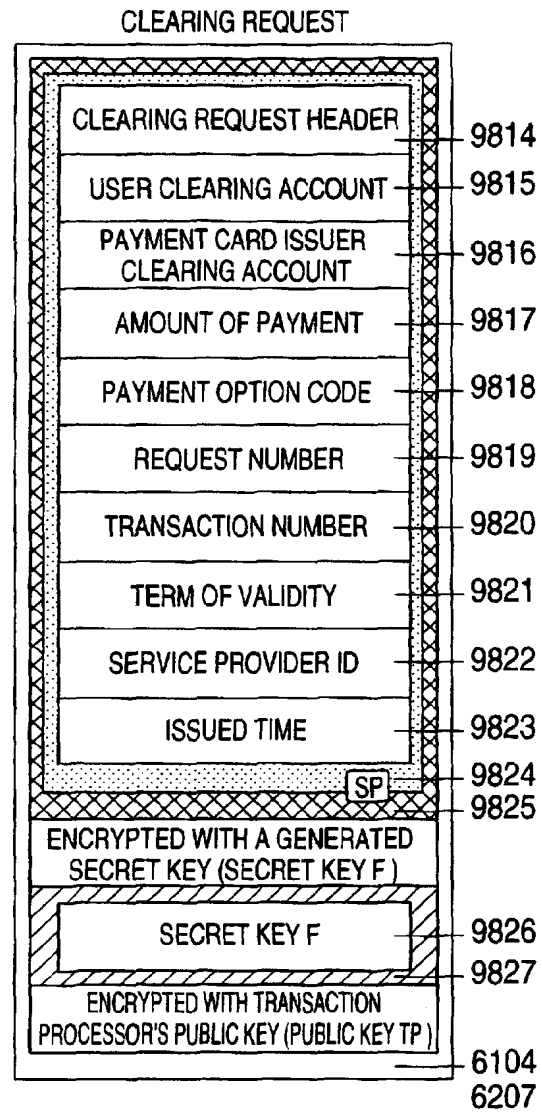 CLEARING REQUEST
CLEARING REQUEST HEADER
9814
USER CLEARING ACCOUNT
9815
PAYMENT CARD ISSUER
CLEARING ACCOUNT
9816
AMOUNT OF PAYMENT
9817
PAYMENT OPTION CODE
9818
REQUEST NUMBER
9819
TRANSACTION NUMBER
9820
TERM OF VALIDITY
9821
SERVICE PROVIDER ID
9822
ISSUED TIME
9823
SP
9824
9825
ENCRYPTED WITH A GENERATED
SECRET KEY (SECRET KEY F )
SECRET KEY F
9826
9827
ENCRYPTED WITH TRANSACTION
PROCESSOR'S PUBLIC KEY (PUBLIC KEY TP )
6104
6207